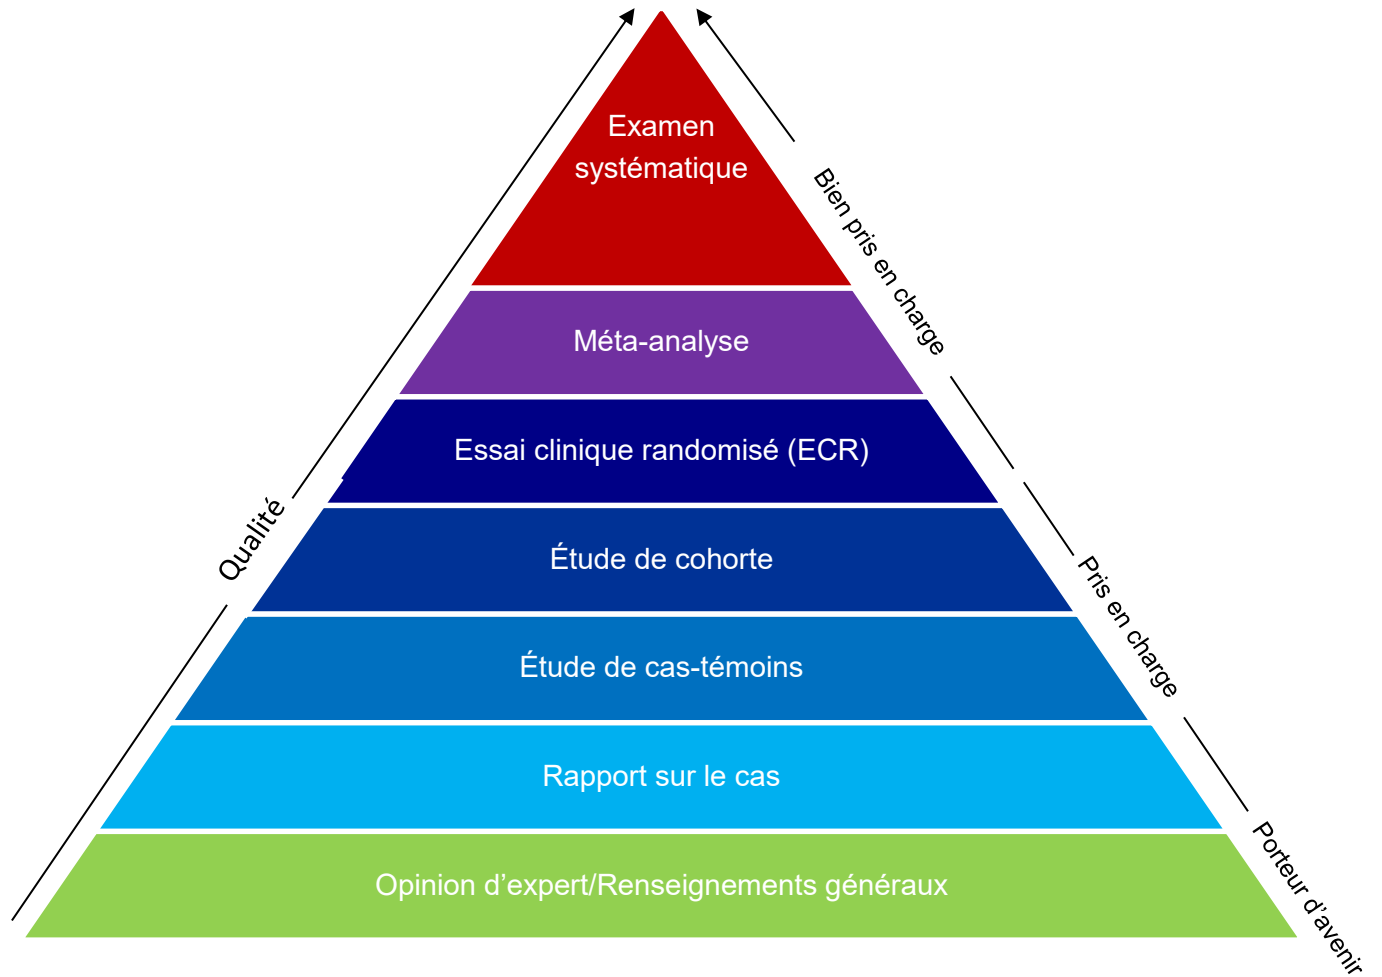 Examen
systématique
Bien pris en charge
Méta-analyse
Essai clinique randomisé (ECR)
Qualité
Étude de cohorte
Pris en charge
Étude de cas-témoins
Rapport sur le cas
Opinion d’expert/Renseignements généraux
Porteur d’avenir